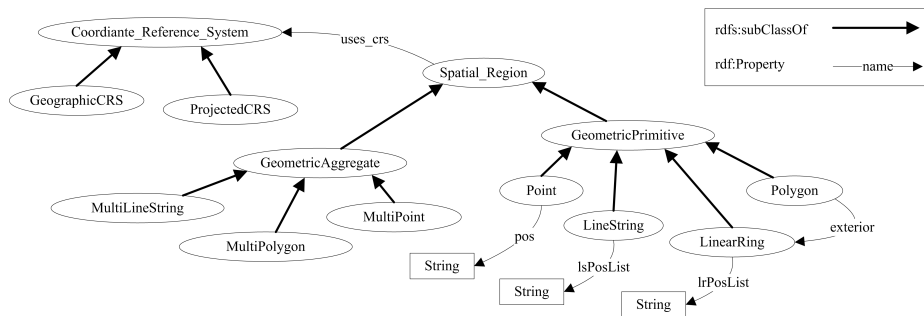 Coordiante_Reference_System
uses_crs
rdfs:subClassOf
rdf:Property
name
Spatial_Region
GeographicCRS
ProjectedCRS
GeometricPrimitive
GeometricAggregate
Point
Polygon
MultiLineString
MultiPoint
LineString
exterior
MultiPolygon
pos
LinearRing
String
lsPosList
lrPosList
String
String